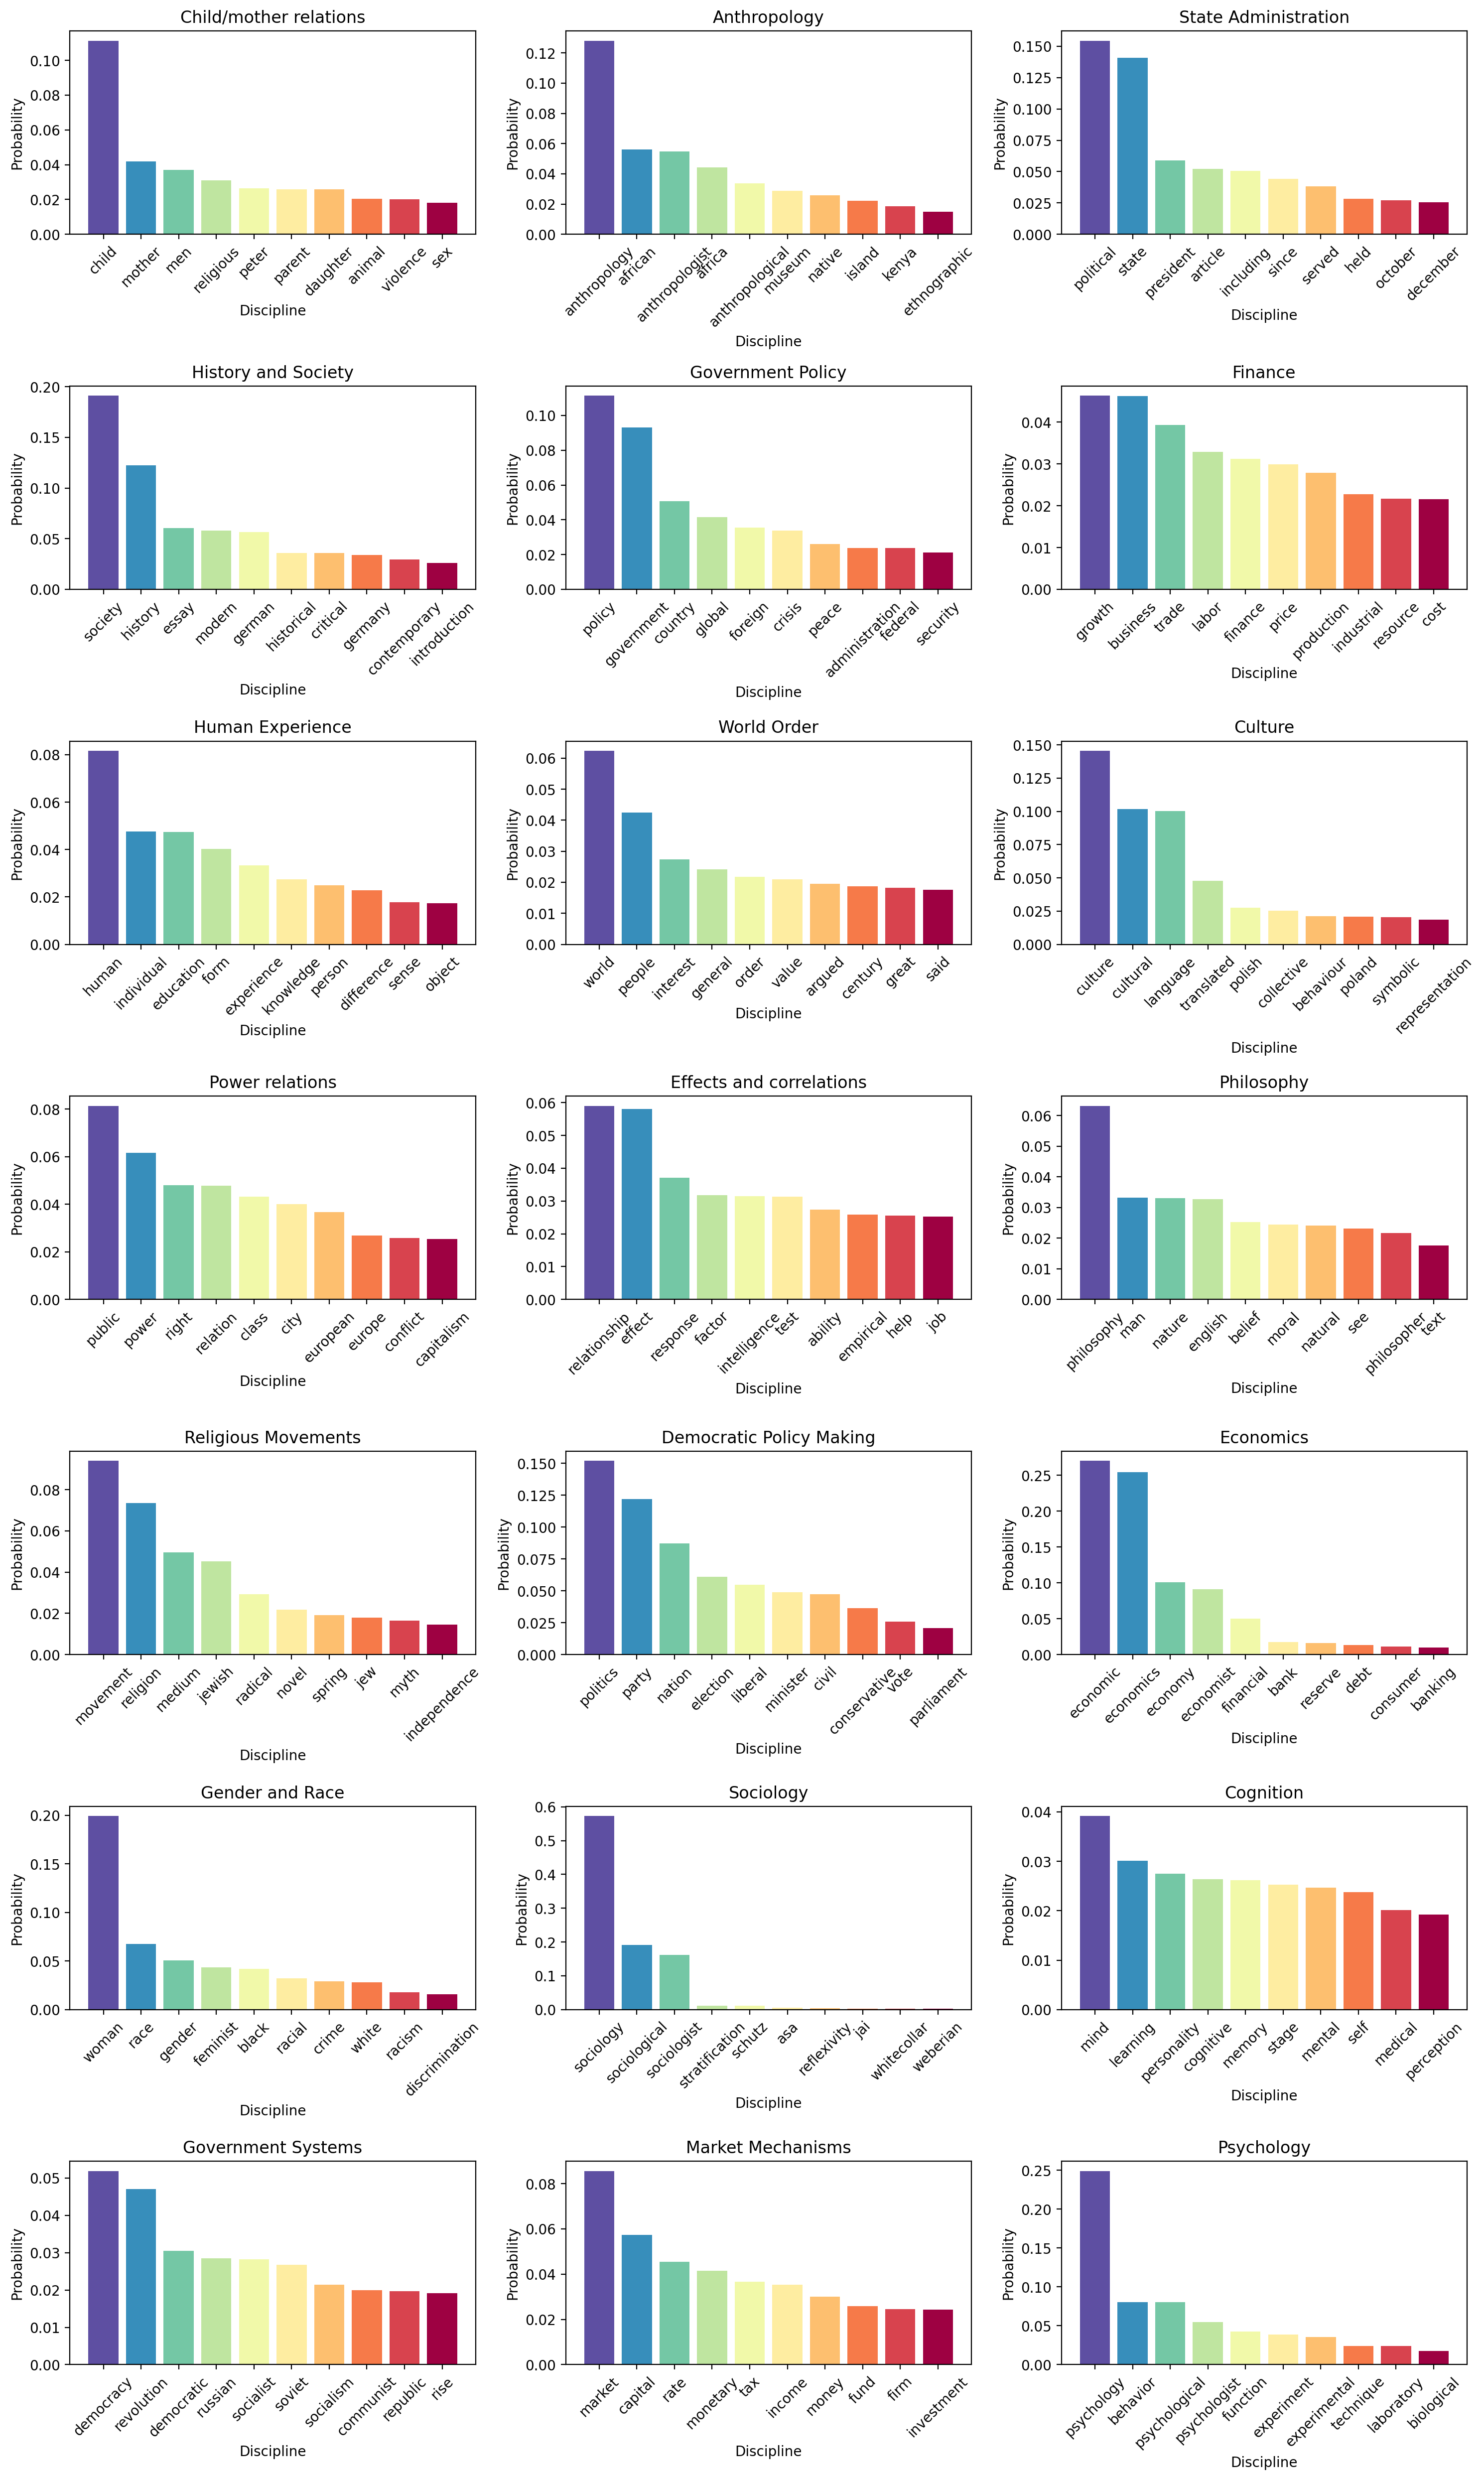 Child/mother relations
Probability
0.10
0.08
0.06
0.04
0.02
0.00
child mother men religious peter parent daughter animal violence sex
Discipline
Anthropology
Probability
0.12
0.10
0.08
0.06
0.04
0.02
0.00
anthropology african anthropologist africa anthropological museum native island kenya ethnographic
Discipline
State Administration
Probability
0.150
0.125
0.100
0.075
0.050
0.025
0.000
political state president article including since served held october december
Discipline
History and Society
Probability
0.20
0.15
0.10
0.05
0.00
society history essay modern german historical critical germany contemporary introduction
Discipline
Government Policy
Probability
0.10
0.08
0.06
0.04
0.02
0.00
policy government country global foreign crisis peace administration federal security
Discipline
Finance
Probability
0.04
0.03
0.02
0.01
0.00
growth business trade labor finance price production industrial resource cost
Discipline
Human Experience
Probability
0.08
0.06
0.04
0.02
0.00
human individual education form experience knowledge person difference sense object
Discipline
World Order
Probability
0.06
0.05
0.04
0.03
0.02
0.01
0.00
world people interest general order value argued century great said
Discipline
Culture
Probability
0.150
0.125
0.100
0.075
0.050
0.025
0.000
culture cultural language translated polish collective behaviour poland symbolic representation
Discipline
Power relations
Probability
0.08
0.06
0.04
0.02
0.00
public power right relation class city european europe conflict capitalism
Discipline
Effects and correlations
Probability
0.06
0.05
0.04
0.03
0.02
0.01
0.00
relationship effect response factor intelligence test ability empirical help job
Discipline
Philosophy
Probability
0.06
0.05
0.04
0.03
0.02
0.01
0.00
philosophy man nature english belief moral natural see philosopher text
Discipline
Religious Movements
Probability
0.08
0.06
0.04
0.02
0.00
movement religion medium jewish radical novel spring jew myth independence
Discipline
Democratic Policy Making
Probability
0.150
0.125
0.100
0.075
0.050
0.025
0.000
politics party nation election liberal minister civil conservative vote parliament
Discipline
Economics
Probability
0.25
0.20
0.15
0.10
0.05
0.00
economic economics economy economist financial bank reserve debt consumer banking
Discipline
Gender and Race
Probability
0.20
0.15
0.10
0.05
0.00
woman race gender feminist black racial crime white racism discrimination
Discipline
Sociology
Probability
0.6
0.5
0.4
0.3
0.2
0.1
0.0
sociology sociological sociologist stratification schutz asa reflexivity jai whitecollar weberian
Discipline
Cognition
Probability
0.04
0.03
0.02
0.01
0.00
mind learning personality cognitive memory stage mental self medical perception
Discipline
Government Systems
Probability
0.05
0.04
0.03
0.02
0.01
0.00
democracy revolution democratic russian socialist soviet socialism communist republic rise
Discipline
Market Mechanisms
Probability
0.08
0.06
0.04
0.02
0.00
market capital rate monetary tax income money fund firm investment
Discipline
Psychology
Probability
0.25
0.20
0.15
0.10
0.05
0.00
psychology behavior psychological psychologist function experiment experimental technique laboratory biological
Discipline